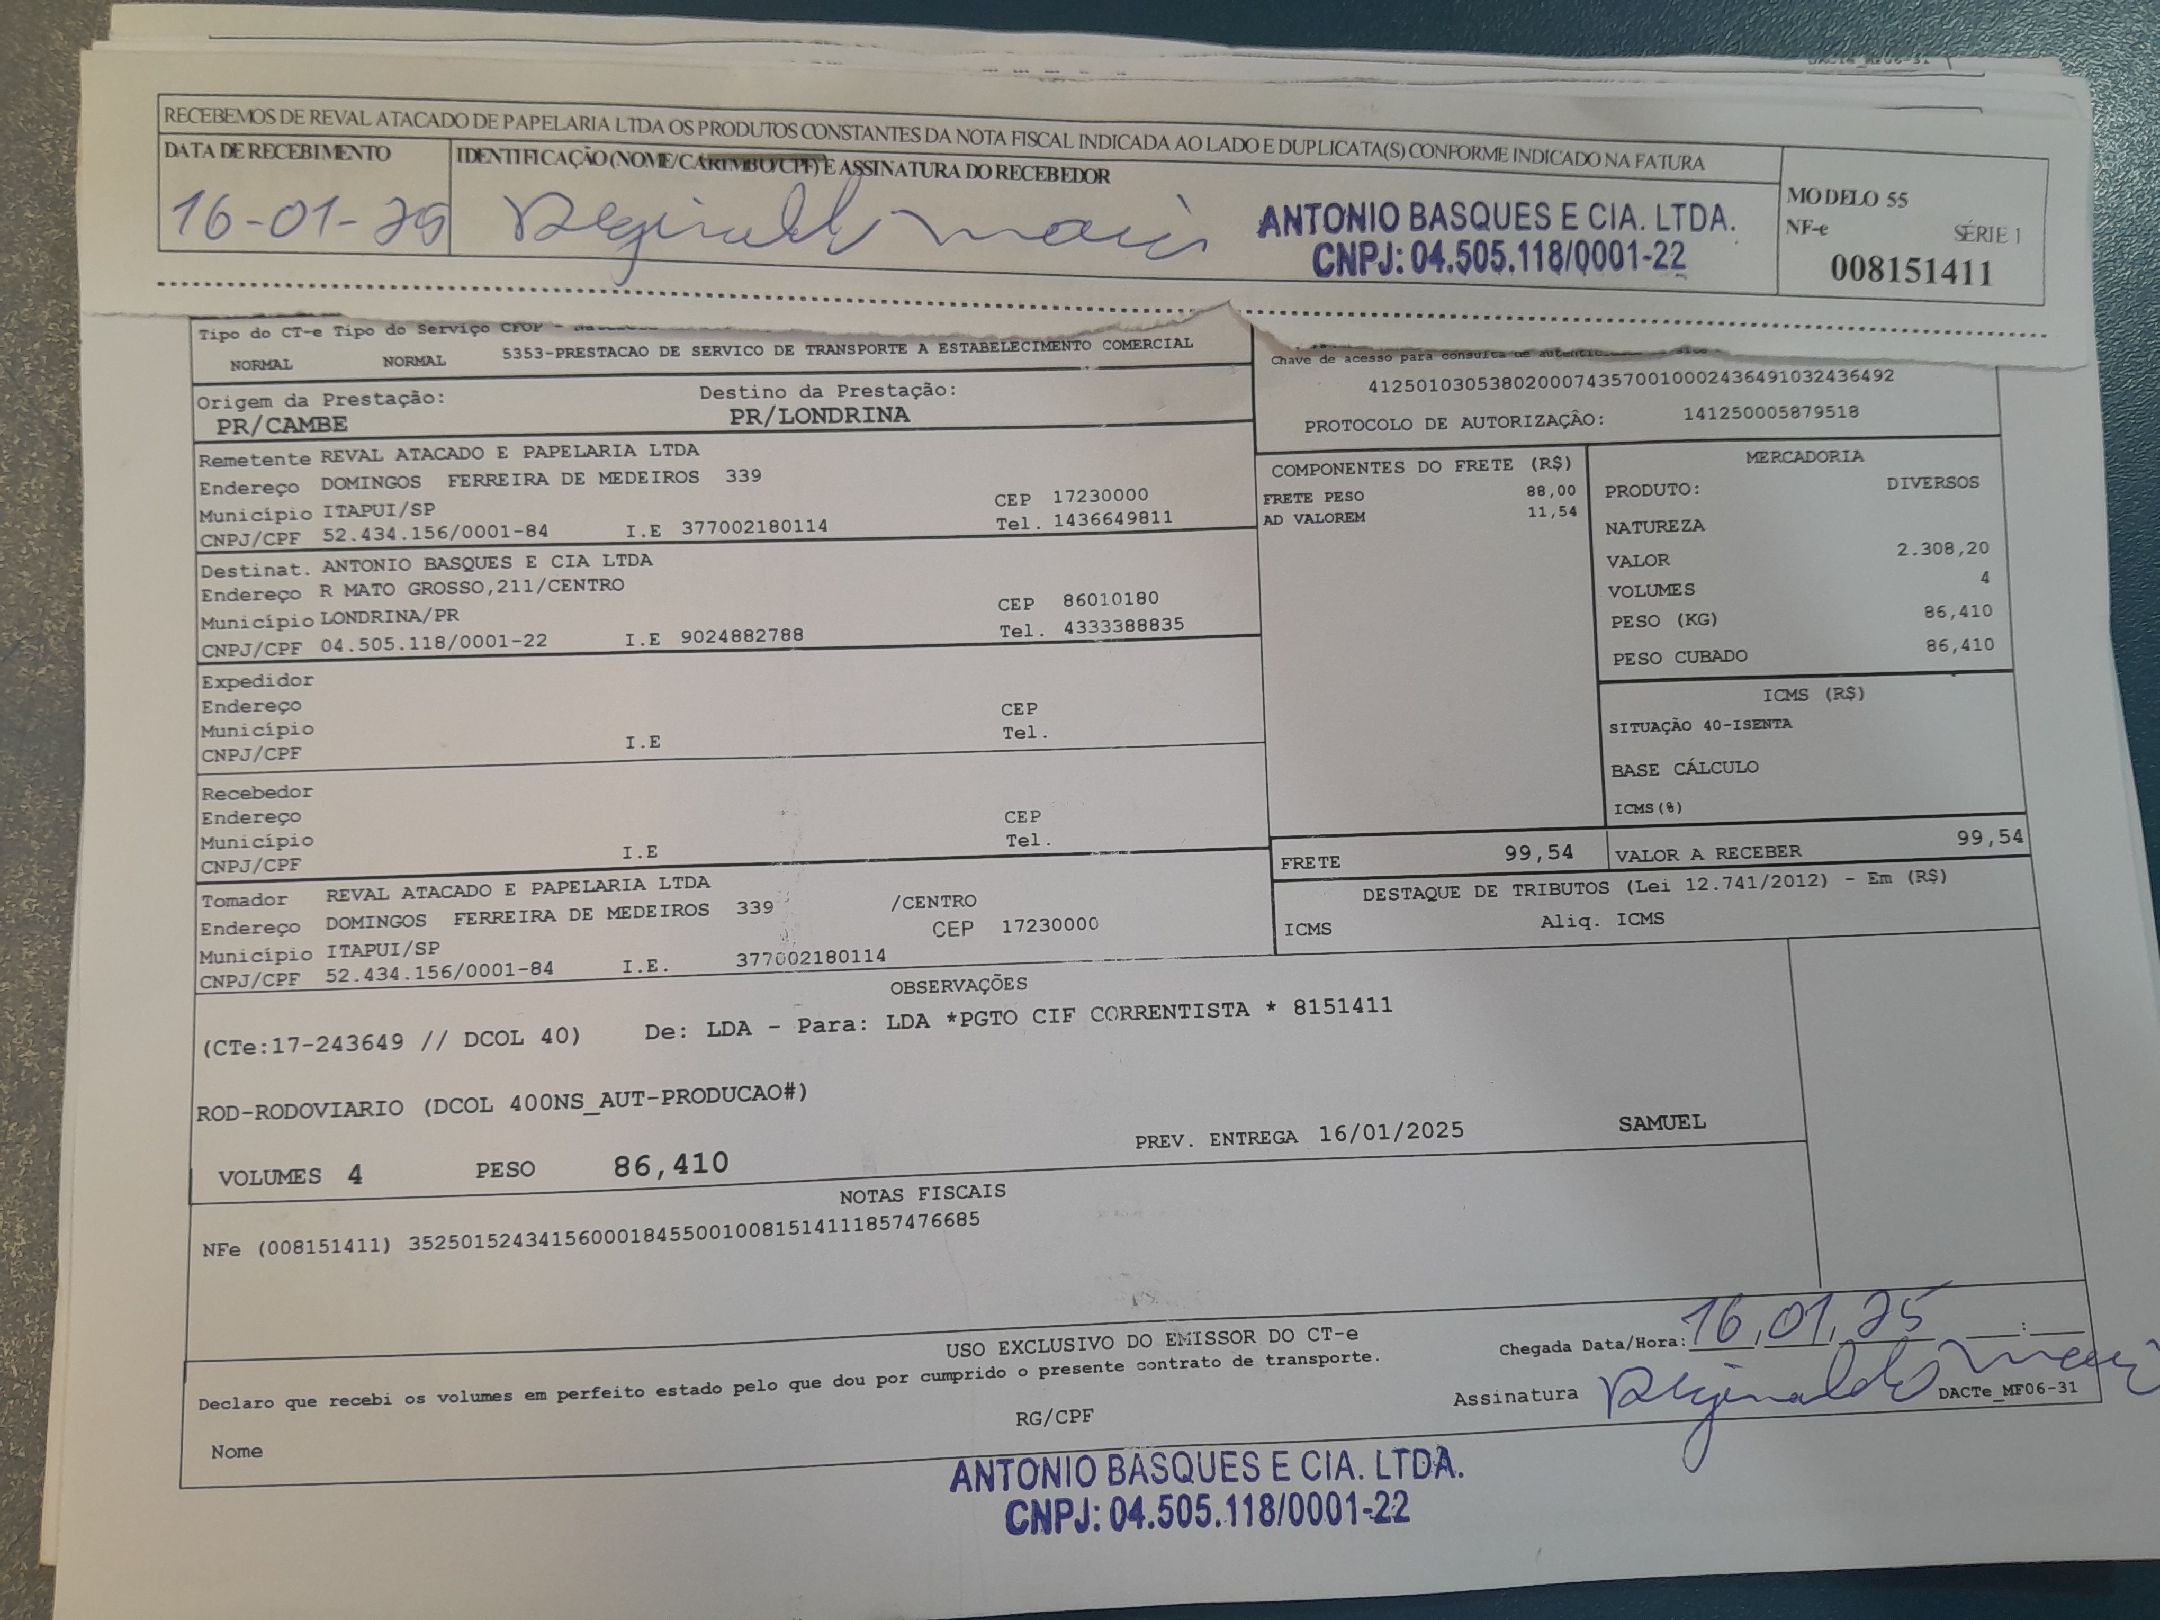 RECEBEMOS DE REVAL ATACADO DE PAPELARIA LTDA OS PRODUTOS CONSTANTES DA NOTA FISCAL INDICADA AO LADO E DUPLICATA(S) CONFORME INDICADO NA FATURA
DATA DE RECEBIMENTO
16-01-25
IDENTIFICAÇÃO (NOME/CARIMBO/CPF) E ASSINATURA DO RECEBEDOR
Reginaldo
ANTONIO BASQUES E CIA. LTDA.
CNPJ: 04.505.118/0001-22
MODELO 55
NF-e SÉRIE 1
008151411
Tipo do CT-e Tipo do Serviço CFOP -
NORMAL NORMAL 5353-PRESTACAO DE SERVICO DE TRANSPORTE A ESTABELECIMENTO COMERCIAL
Chave de acesso para consulta de
41250103053802000743570010002436491032436492
PROTOCOLO DE AUTORIZAÇÃO: 141250005879518
Origem da Prestação: Destino da Prestação:
PR/CAMBE PR/LONDRINA
Remetente REVAL ATACADO E PAPELARIA LTDA
Endereço DOMINGOS FERREIRA DE MEDEIROS 339
Município ITAPUI/SP CEP 17230000
CNPJ/CPF 52.434.156/0001-84 I.E 377002180114 Tel. 1436649811
Destinat. ANTONIO BASQUES E CIA LTDA
Endereço R MATO GROSSO,211/CENTRO
Município LONDRINA/PR CEP 86010180
CNPJ/CPF 04.505.118/0001-22 I.E 9024882788 Tel. 4333388835
Expedidor
Endereço
Município CEP
CNPJ/CPF I.E Tel.
Recebedor
Endereço
Município CEP
CNPJ/CPF I.E Tel.
Tomador REVAL ATACADO E PAPELARIA LTDA
Endereço DOMINGOS FERREIRA DE MEDEIROS 339 /CENTRO
Município ITAPUI/SP CEP 17230000
CNPJ/CPF 52.434.156/0001-84 I.E. 377002180114
COMPONENTES DO FRETE (R$)
FRETE PESO 88,00
AD VALOREM 11,54
MERCADORIA
PRODUTO: DIVERSOS
NATUREZA
VALOR 2.308,20
VOLUMES 4
PESO (KG) 86,410
PESO CUBADO 86,410
ICMS (R$)
SITUAÇÃO 40-ISENTA
BASE CÁLCULO
ICMS(%)
FRETE 99,54 VALOR A RECEBER 99,54
DESTAQUE DE TRIBUTOS (Lei 12.741/2012) - Em (R$)
ICMS Aliq. ICMS
OBSERVAÇÕES
(CTe:17-243649 // DCOL 40) De: LDA - Para: LDA *PGTO CIF CORRENTISTA * 8151411
ROD-RODOVIARIO (DCOL 400NS_AUT-PRODUCAO#)
VOLUMES 4 PESO 86,410 PREV. ENTREGA 16/01/2025 SAMUEL
NOTAS FISCAIS
NFe (008151411) 35250152434156000184550010081514111857476685
USO EXCLUSIVO DO EMISSOR DO CT-e
Declaro que recebi os volumes em perfeito estado pelo que dou por cumprido o presente contrato de transporte.
Chegada Data/Hora: 16,01,25 :
Nome RG/CPF Assinatura Reginaldo
DACTe_MF06-31
ANTONIO BASQUES E CIA. LTDA.
CNPJ: 04.505.118/0001-22